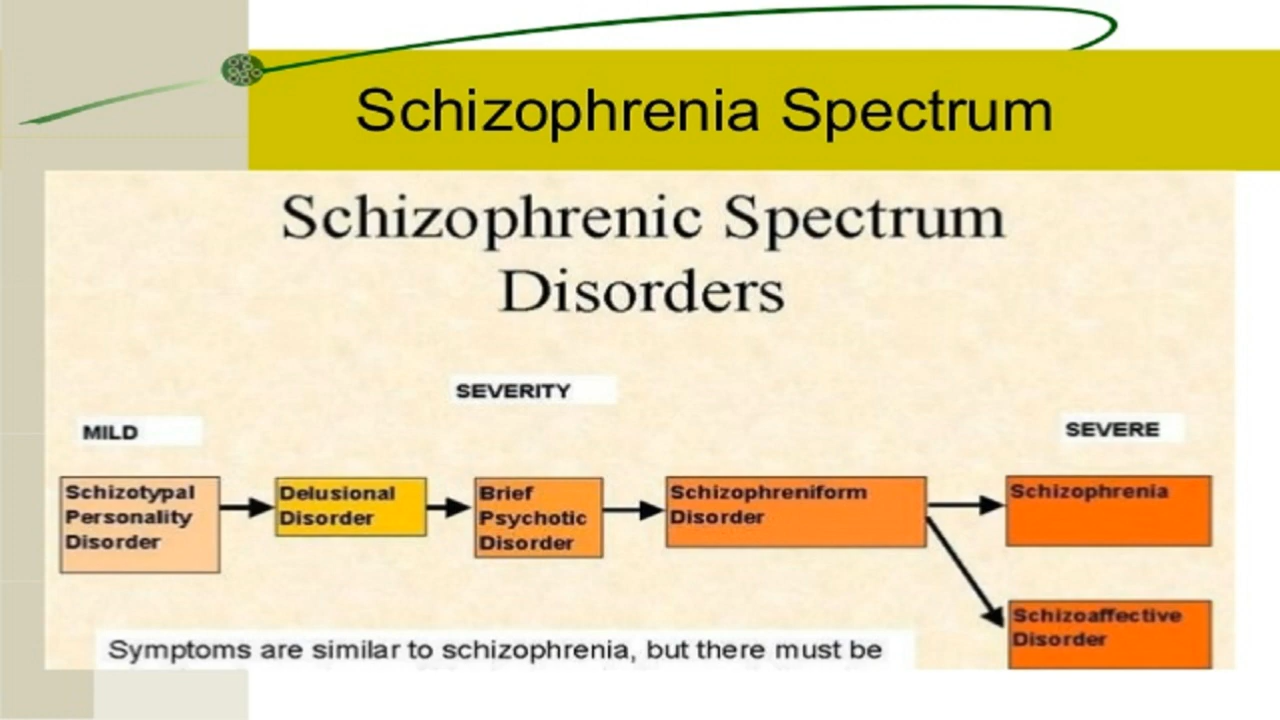 Schizophrenia Spectrum
Schizophrenic Spectrum
Disorders
SEVERITY
MILD
SEVERE
Schizotypal
Personality
Disorder
Delusional
Disorder
Brief
Psychotic
Disorder
Schizophreniform
Disorder
Schizophrenia
Schizoaffective
Disorder
Symptoms are similar to schizophrenia, but there must be